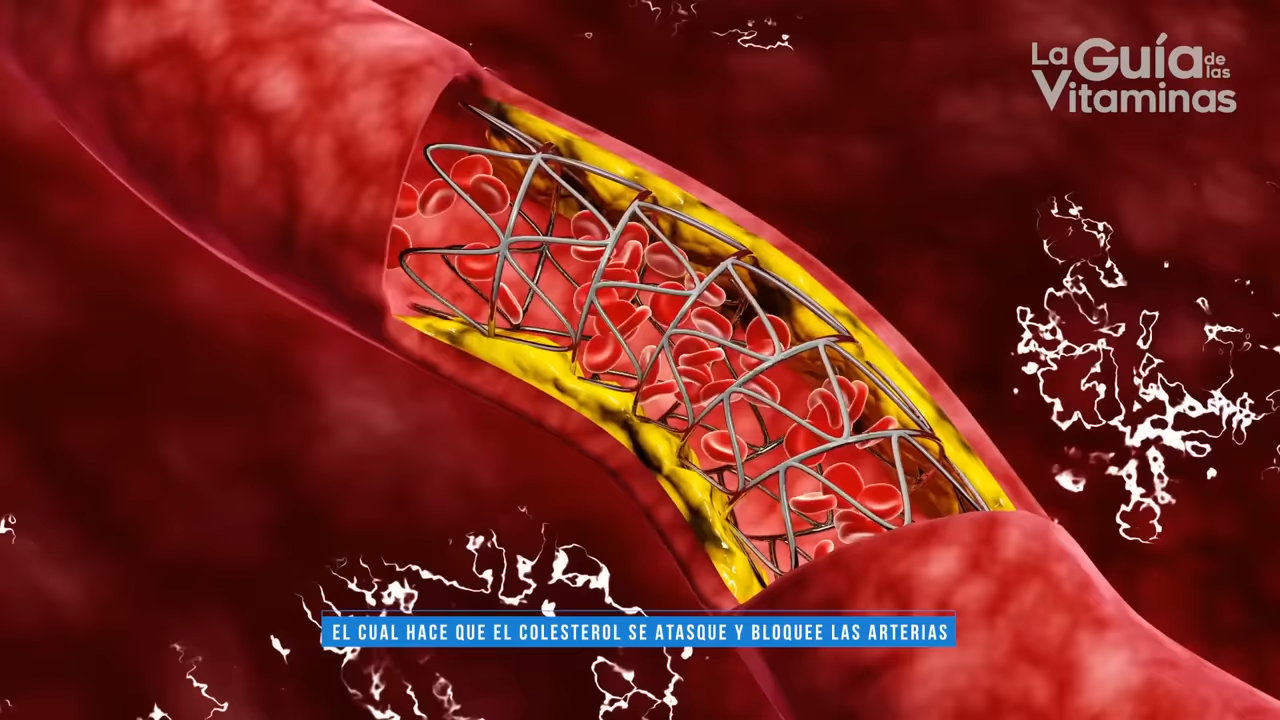 La Guía de las
Vitaminas
EL CUAL HACE QUE EL COLESTEROL SE ATASQUE Y BLOQUEE LAS ARTERIAS